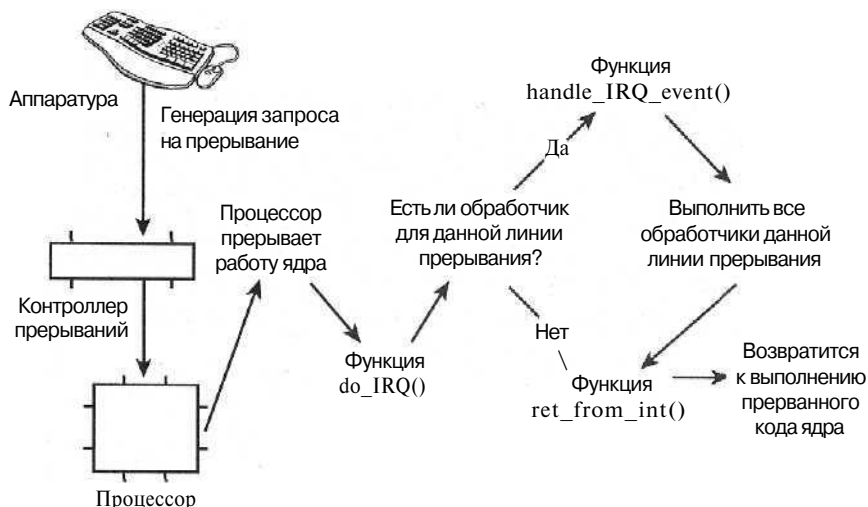 Аппаратура
Генерация запроса
на прерывание
Контроллер
прерываний
Процессор
Процессор
прерывает
работу ядра
Функция
do_IRQ()
Есть ли обработчик
для данной линии
прерывания?
Да
Функция
handle_IRQ_event()
Выполнить все
обработчики данной
линии прерывания
Нет
Функция
ret_from_int()
Возвратится
к выполнению
прерванного
кода ядра